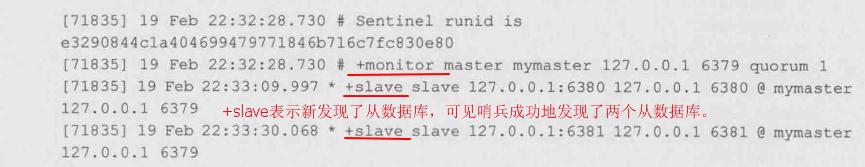 [71835] 19 Feb 22:32:28.730 # Sentinel runid is
e3290844c1a404699479771846b716c7fc830e80
[71835] 19 Feb 22:32:28.730 # +monitor master mymaster 127.0.0.1 6379 quorum 1
[71835] 19 Feb 22:33:09.997 * +slave slave 127.0.0.1:6380 127.0.0.1 6380 @ mymaster
127.0.0.1 6379 +slave表示新发现了从数据库，可见哨兵成功地发现了两个从数据库。
[71835] 19 Feb 22:33:30.068 * +slave slave 127.0.0.1:6381 127.0.0.1 6381 @ mymaster
127.0.0.1 6379